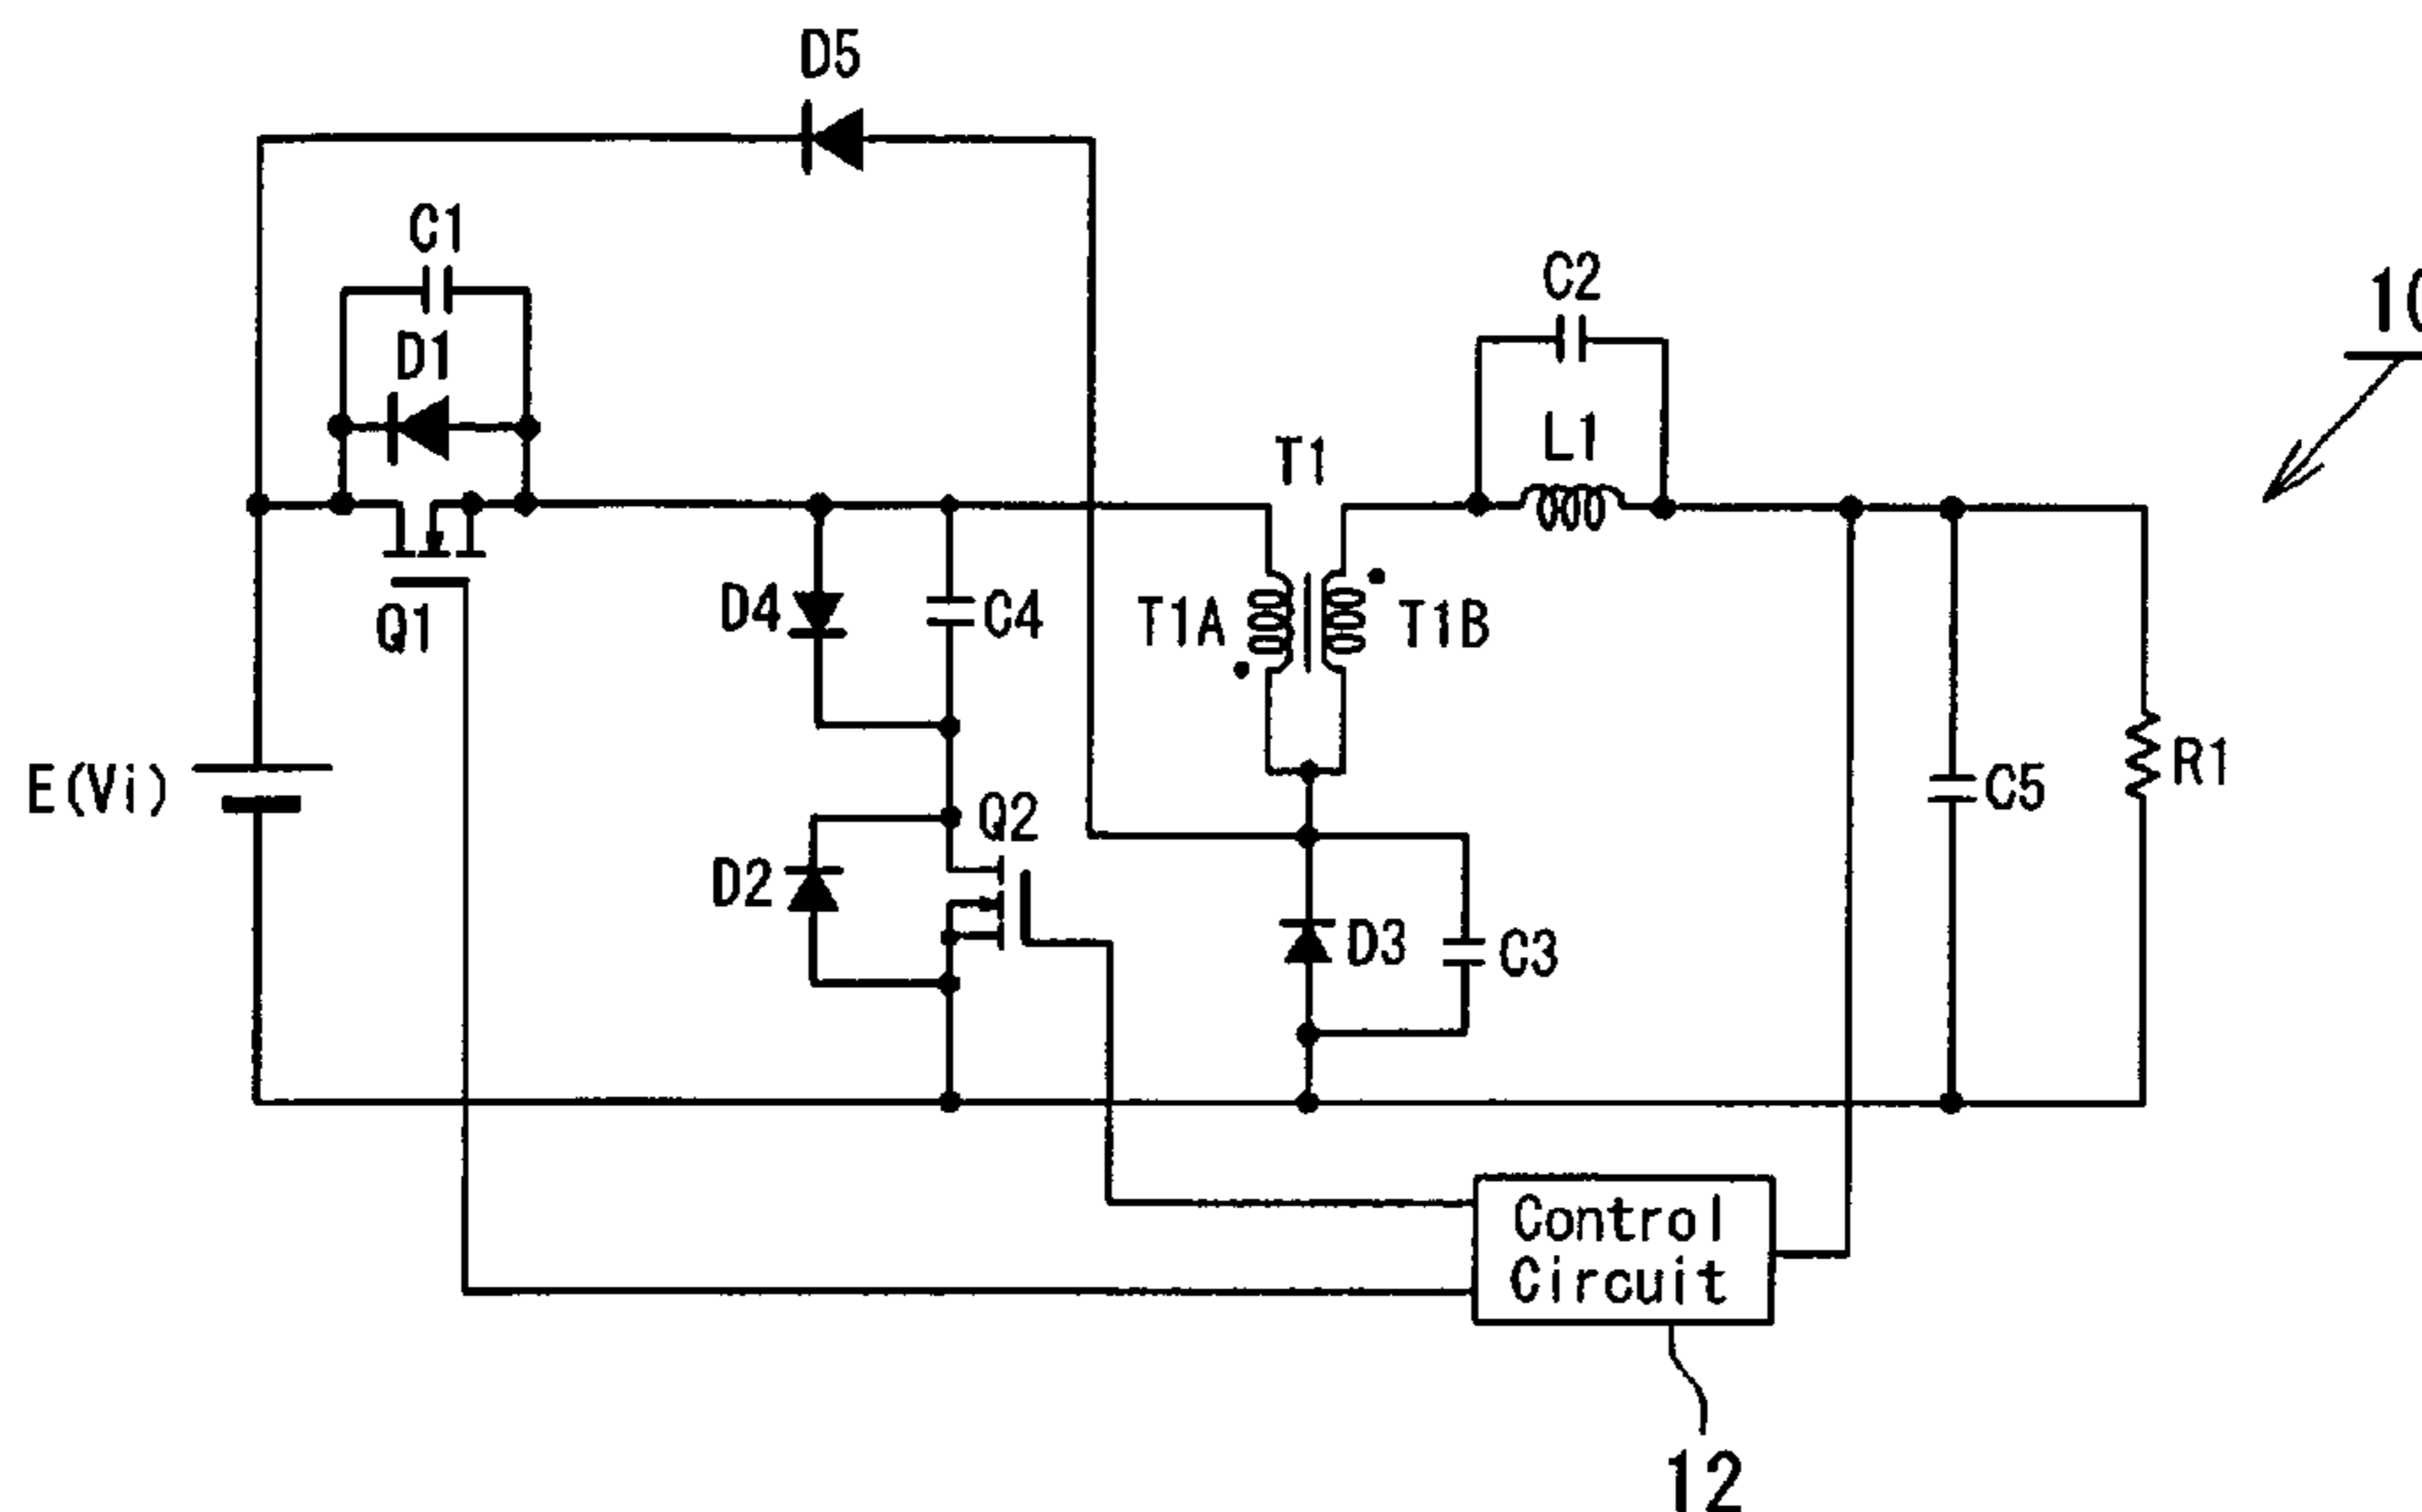 D5
C1
C2
10
D1
L1
T1
D4
C4
T1A
T1B
Q1
E(Vi)
Q2
C5
R1
D2
D3
C3
Control
Circuit
12